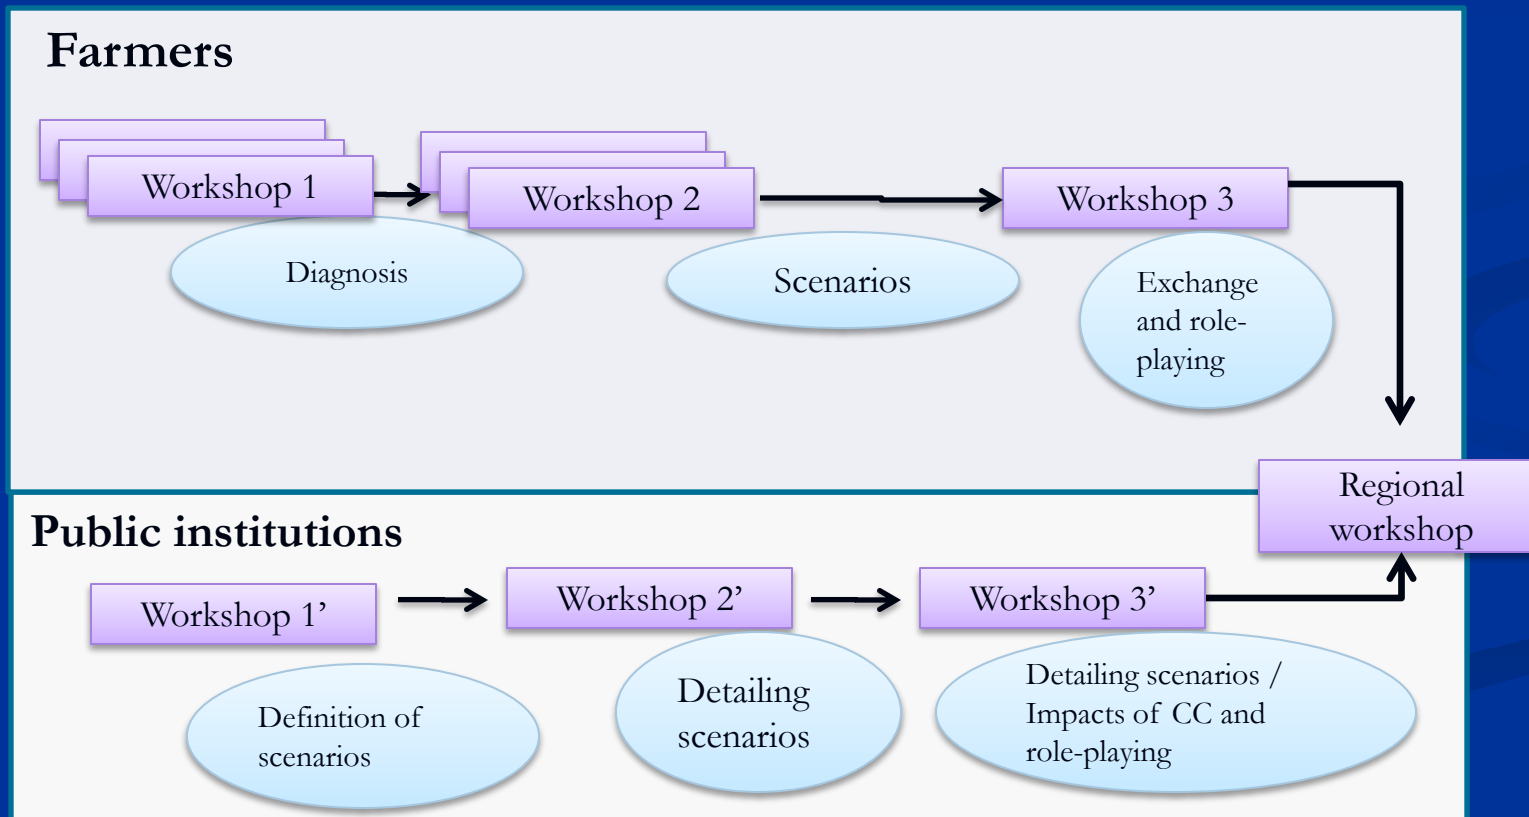 Farmers
Workshop 1
Workshop 2
Workshop 3
Diagnosis
Scenarios
Exchange
and role-
playing
Regional
workshop
Public institutions
Workshop 1’
Workshop 2’
Workshop 3’
Definition of
scenarios
Detailing
scenarios
Detailing scenarios /
Impacts of CC and
role-playing